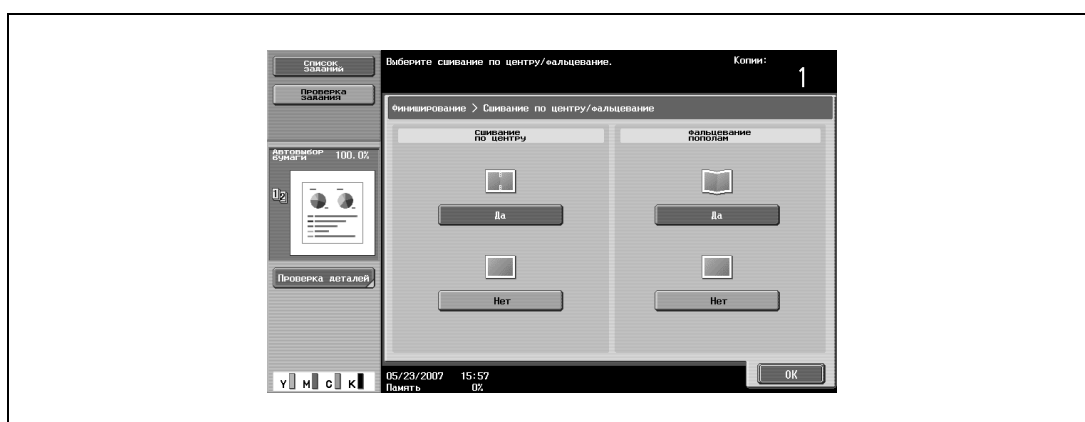 Список
заданий
Проверка
задания
Выберите сшивание по центру/фальцевание.
Копии:
1
Финиширование > Сшивание по центру/фальцевание
Сшивание
по центру
Фальцевание
пополам
Автовыбор
бумаги 100.0%
12
Да
Да
Проверка деталей
Нет
Нет
Y M C K
05/23/2007 15:57
Память 0%
OK